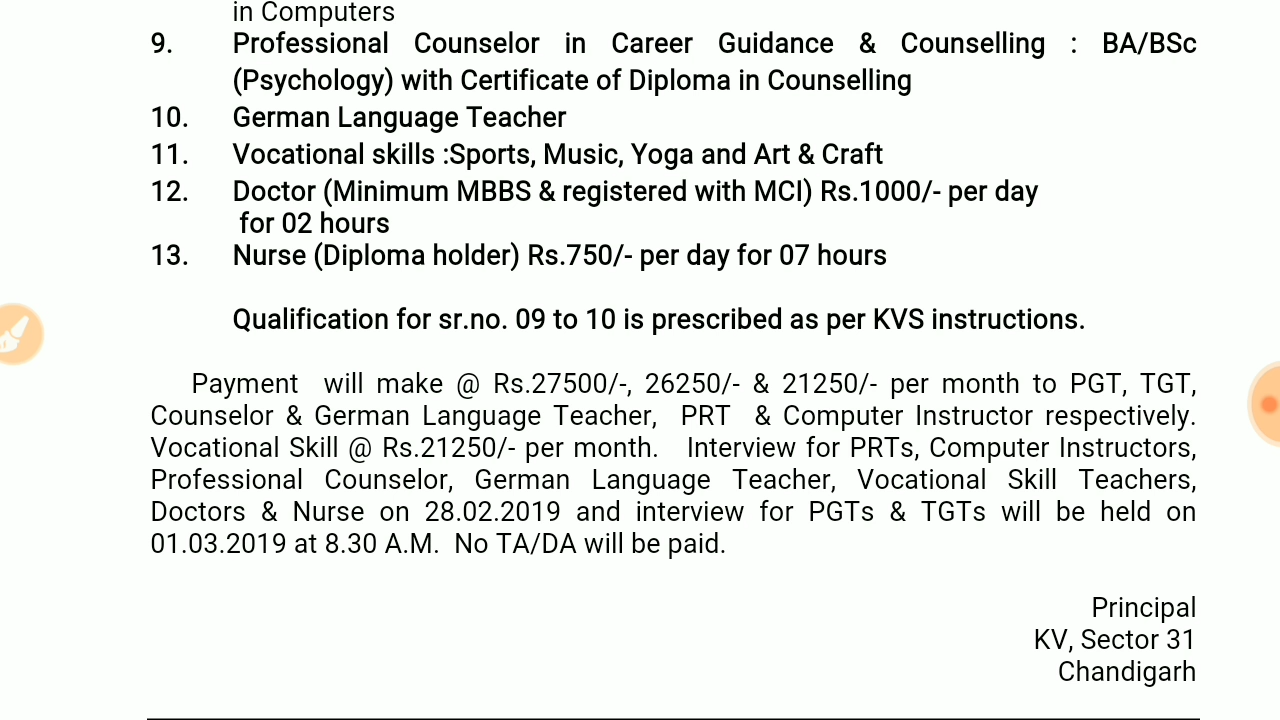 in Computers
9. Professional Counselor in Career Guidance & Counselling : BA/BSc
(Psychology) with Certificate of Diploma in Counselling
10. German Language Teacher
11. Vocational skills :Sports, Music, Yoga and Art & Craft
12. Doctor (Minimum MBBS & registered with MCI) Rs.1000/- per day
for 02 hours
13. Nurse (Diploma holder) Rs.750/- per day for 07 hours
Qualification for sr.no. 09 to 10 is prescribed as per KVS instructions.
Payment will make @ Rs.27500/-, 26250/- & 21250/- per month to PGT, TGT,
Counselor & German Language Teacher, PRT & Computer Instructor respectively.
Vocational Skill @ Rs.21250/- per month. Interview for PRTs, Computer Instructors,
Professional Counselor, German Language Teacher, Vocational Skill Teachers,
Doctors & Nurse on 28.02.2019 and interview for PGTs & TGTs will be held on
01.03.2019 at 8.30 A.M. No TA/DA will be paid.
Principal
KV, Sector 31
Chandigarh